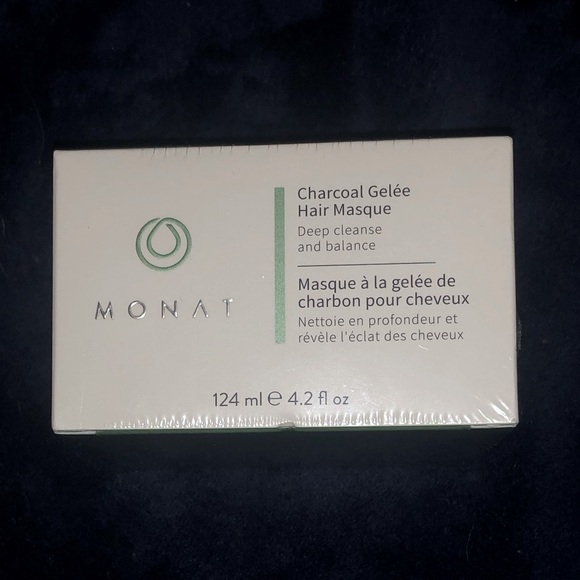 MONAT
Charcoal Gelée
Hair Masque
Deep cleanse
and balance
Masque à la gelée de
charbon pour cheveux
Nettoie en profondeur et
révèle l'éclat des cheveux
124 ml ℮ 4.2 fl oz